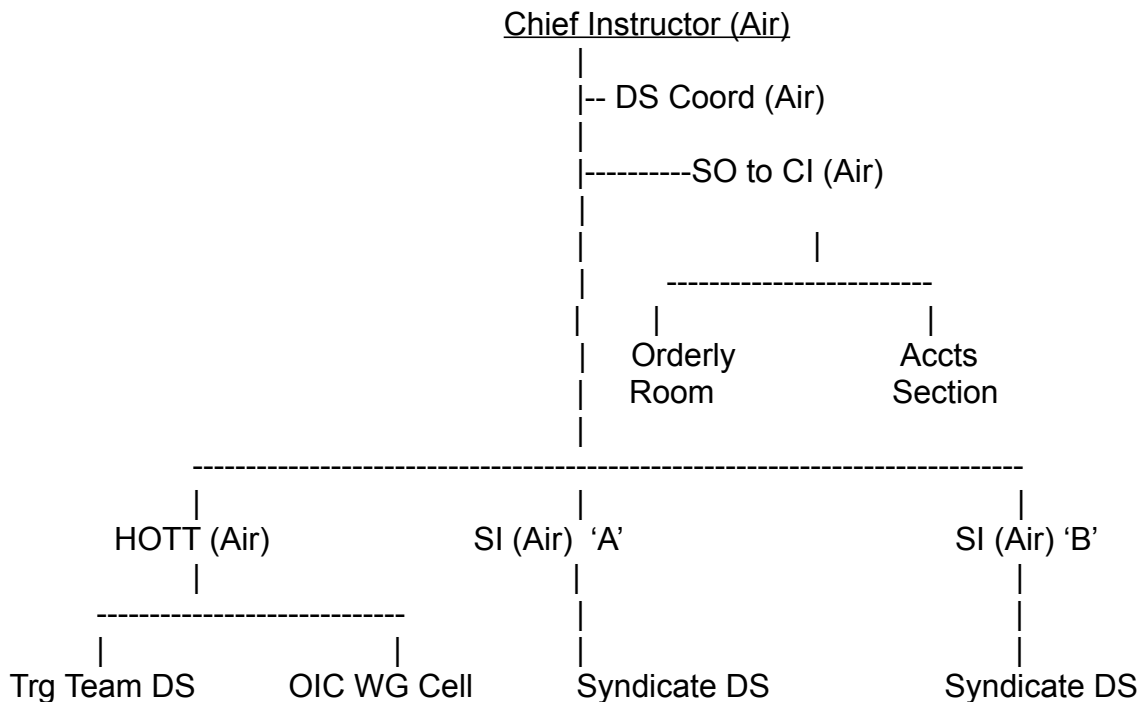 Chief Instructor (Air)
DS Coord (Air)
SO to CI (Air)
Orderly Room
Accts Section
HOTT (Air)
SI (Air) ‘A’
SI (Air) ‘B’
Trg Team DS
OIC WG Cell
Syndicate DS
Syndicate DS